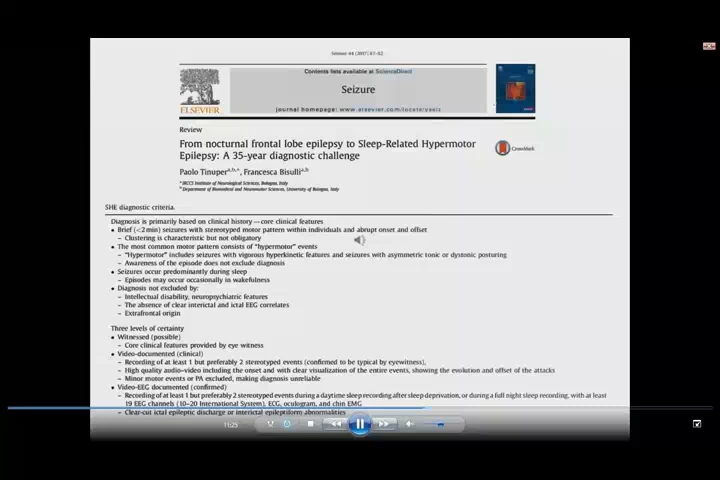 Seizure 44 (2017) 87–92
Contents lists available at ScienceDirect
Seizure
journal homepage: www.elsevier.com/locate/yseiz
ELSEVIER
Review
From nocturnal frontal lobe epilepsy to Sleep-Related Hypermotor
Epilepsy: A 35-year diagnostic challenge
CrossMark
Paolo Tinuper a,b,*, Francesca Bisulli a,b
a IRCCS Institute of Neurological Sciences, Bologna, Italy
b Department of Biomedical and Neuromotor Sciences, University of Bologna, Italy
SHE diagnostic criteria.
Diagnosis is primarily based on clinical history—core clinical features
• Brief (<2 min) seizures with stereotyped motor pattern within individuals and abrupt onset and offset
– Clustering is characteristic but not obligatory
• The most common motor pattern consists of "hypermotor" events
– "Hypermotor" includes seizures with vigorous hyperkinetic features and seizures with asymmetric tonic or dystonic posturing
– Awareness of the episode does not exclude diagnosis
• Seizures occur predominantly during sleep
– Episodes may occur occasionally in wakefulness
• Diagnosis not excluded by:
– Intellectual disability, neuropsychiatric features
– The absence of clear interictal and ictal EEG correlates
– Extrafrontal origin
Three levels of certainty
• Witnessed (possible)
– Core clinical features provided by eye witness
• Video-documented (clinical)
– Recording of at least 1 but preferably 2 stereotyped events (confirmed to be typical by eyewitness),
– High quality audio-video including the onset and with clear visualization of the entire events, showing the evolution and offset of the attacks
– Minor motor events or PA excluded, making diagnosis unreliable
• Video-EEG documented (confirmed)
– Recording of at least 1 but preferably 2 stereotyped events during a daytime sleep recording after sleep deprivation, or during a full night sleep recording, with at least
19 EEG channels (10–20 International System), ECG, oculogram, and chin EMG
– Clear-cut ictal epileptic discharge or interictal epileptiform abnormalities